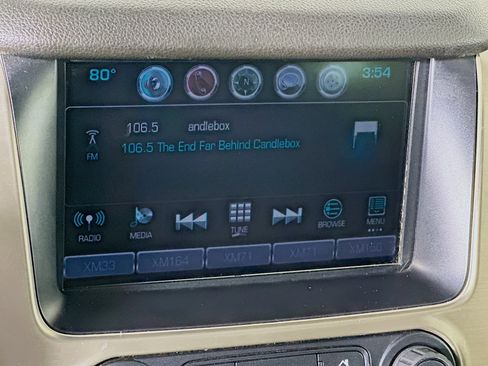 80° N 3:54
106.5 andlebox
FM 106.5 The End Far Behind Candlebox
RADIO MEDIA TUNE BROWSE MENU
XM33 XM164 XM71 XM71